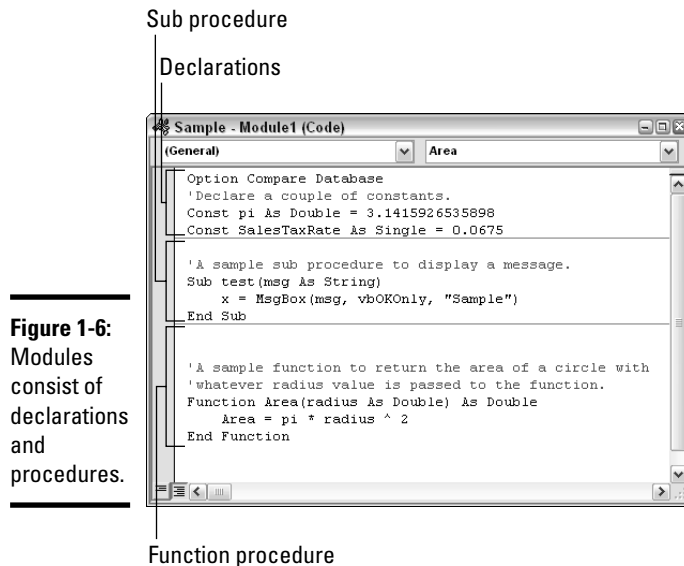 Sub procedure
Declarations
Sample - Module1 (Code)
(General) Area
Option Compare Database
'Declare a couple of constants.
Const pi As Double = 3.1415926535898
Const SalesTaxRate As Single = 0.0675
'A sample sub procedure to display a message.
Sub test(msg As String)
x = MsgBox(msg, vbOKOnly, "Sample")
End Sub
'A sample function to return the area of a circle with
'whatever radius value is passed to the function.
Function Area(radius As Double) As Double
Area = pi * radius ^ 2
End Function
Figure 1-6:
Modules
consist of
declarations
and
procedures.
Function procedure